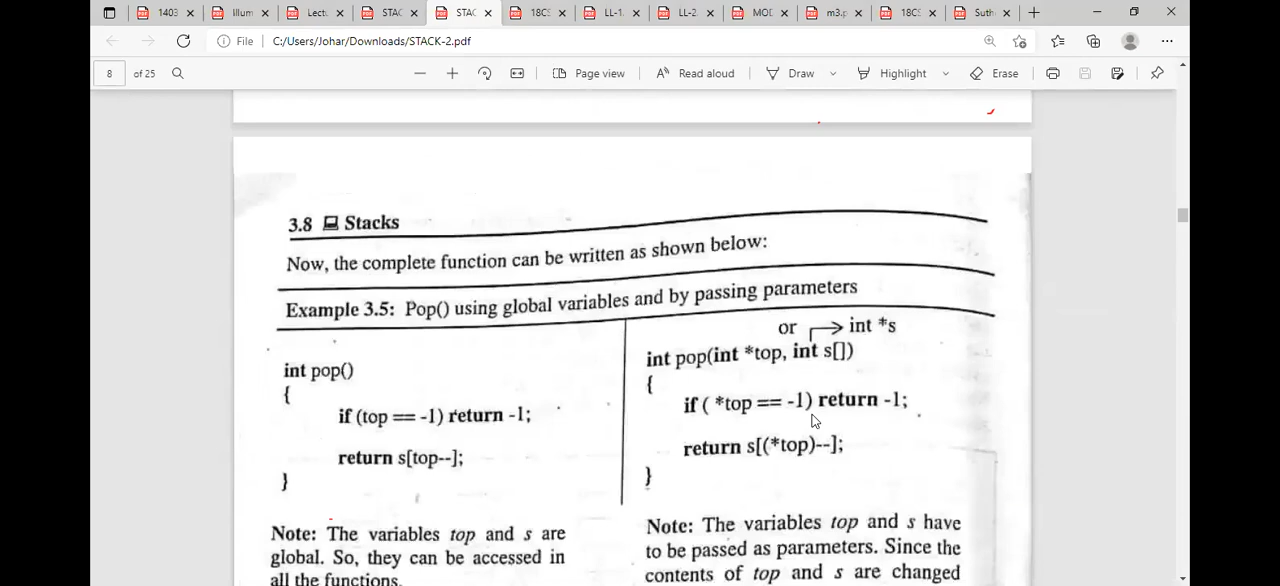 1403
Illum
Lectu
STAC
STAC
18CS
LL-1.
LL-2.
MOD
m3.p
18CS
Suth
File
C:/Users/Johar/Downloads/STACK-2.pdf
8
of 25
Page view
Read aloud
Draw
Highlight
Erase
3.8 Stacks
Now, the complete function can be written as shown below:
Example 3.5: Pop() using global variables and by passing parameters
int pop()
{
if (top == -1) return -1;
return s[top--];
}
Note: The variables top and s are
global. So, they can be accessed in
all the functions.
or int *s
int pop(int *top, int s[])
{
if ( *top == -1) return -1;
return s[(*top)--];
}
Note: The variables top and s have
to be passed as parameters. Since the
contents of top and s are changed